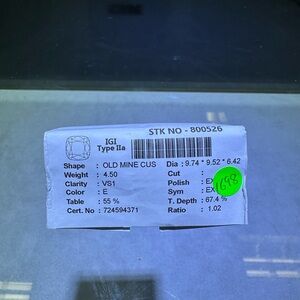 STK NO - 800526
IGI
Type IIa
Shape : OLD MINE CUS Dia : 9.74 * 9.52 * 6.42
Weight : 4.50 Cut :
Clarity : VS1 Polish : EX
Color : E Sym : EX
Table : 55 % T. Depth : 67.4 %
Cert. No : 724594371 Ratio : 1.02
1698